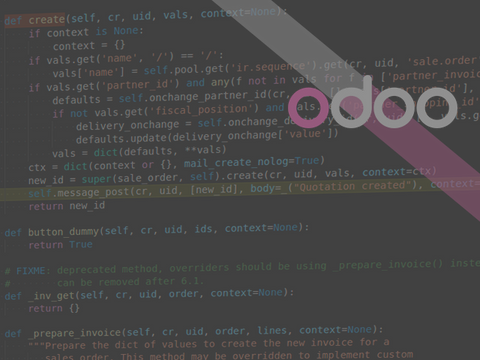 def create(self, cr, uid, vals, context=None):
if context is None:
context = {}
if vals.get('name', '/') == '/':
vals['name'] = self.pool.get('ir.sequence').get(cr, uid, 'sale.order
if vals.get('partner_id') and any(f not in vals for f ['partner_invoi
defaults = self.onchange_partner_id(cr, partner_id'],
if not vals.get('fiscal_position') and vals.
delivery_onchange = self.onchange_de
defaults.update(delivery_onchange['value'])
vals = dict(defaults, **vals)
ctx = dict(context or {}, mail_create_nolog=True)
new_id = super(sale_order, self).create(cr, uid, vals, context=ctx)
self.message_post(cr, uid, [new_id], body=_("Quotation created"), context=
return new_id
def button_dummy(self, cr, uid, ids, context=None):
return True
# FIXME: deprecated method, overriders should be using _prepare_invoice() inste
# can be removed after 6.1.
def _inv_get(self, cr, uid, order, context=None):
return {}
def _prepare_invoice(self, cr, uid, order, lines, context=None):
"""Prepare the dict of values to create the new invoice for a
sales order. This method may be overridden to implement custom
odoo